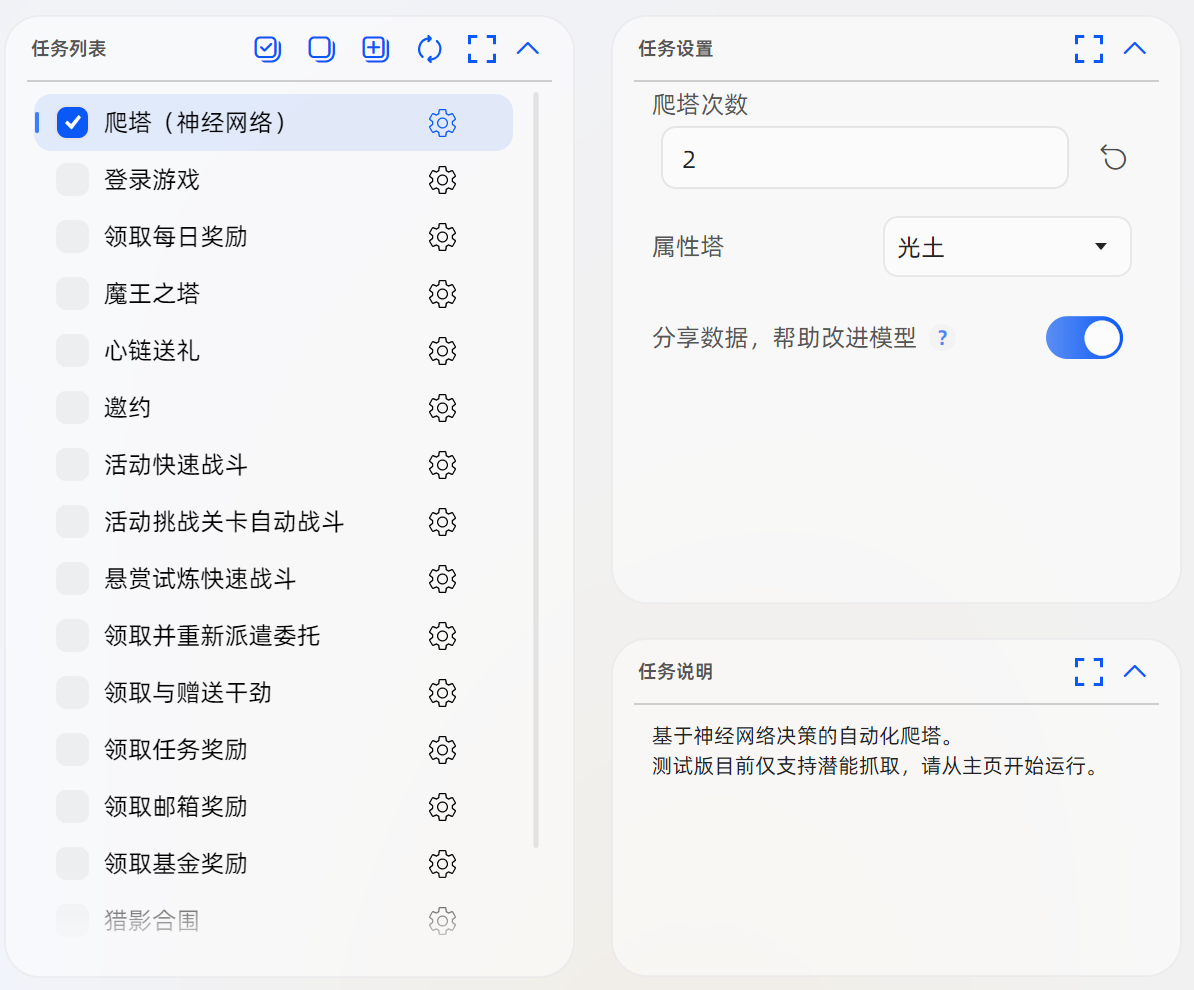 任务列表
爬塔（神经网络）
登录游戏
领取每日奖励
魔王之塔
心链送礼
邀约
活动快速战斗
活动挑战关卡自动战斗
悬赏试炼快速战斗
领取并重新派遣委托
领取与赠送干劲
领取任务奖励
领取邮箱奖励
领取基金奖励
猎影合围
任务设置
爬塔次数
2
属性塔
光土
分享数据，帮助改进模型 ?
任务说明
基于神经网络决策的自动化爬塔。
测试版目前仅支持潜能抓取，请从主页开始运行。